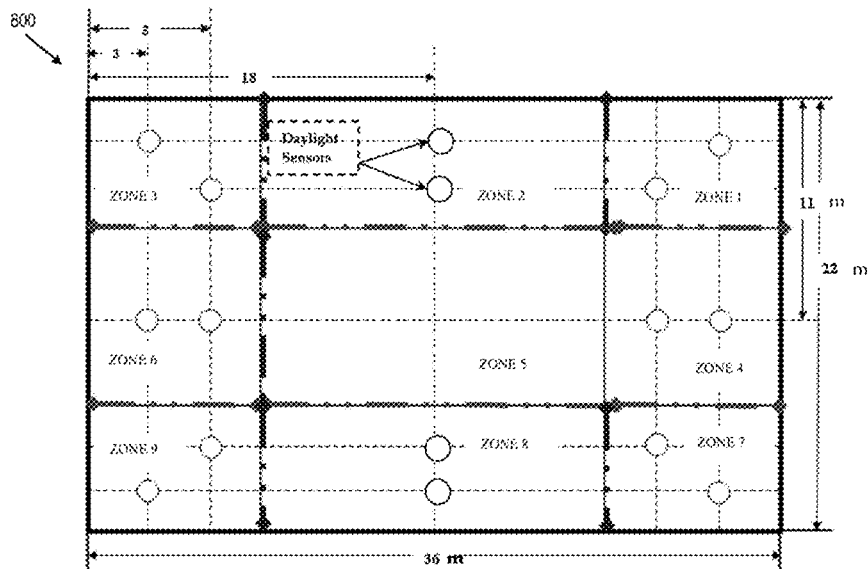 800
3
3
18
Daylight
Sensors
ZONE 3
ZONE 2
ZONE 1
11 m
22 m
ZONE 6
ZONE 5
ZONE 4
ZONE 9
ZONE 8
ZONE 7
36 m